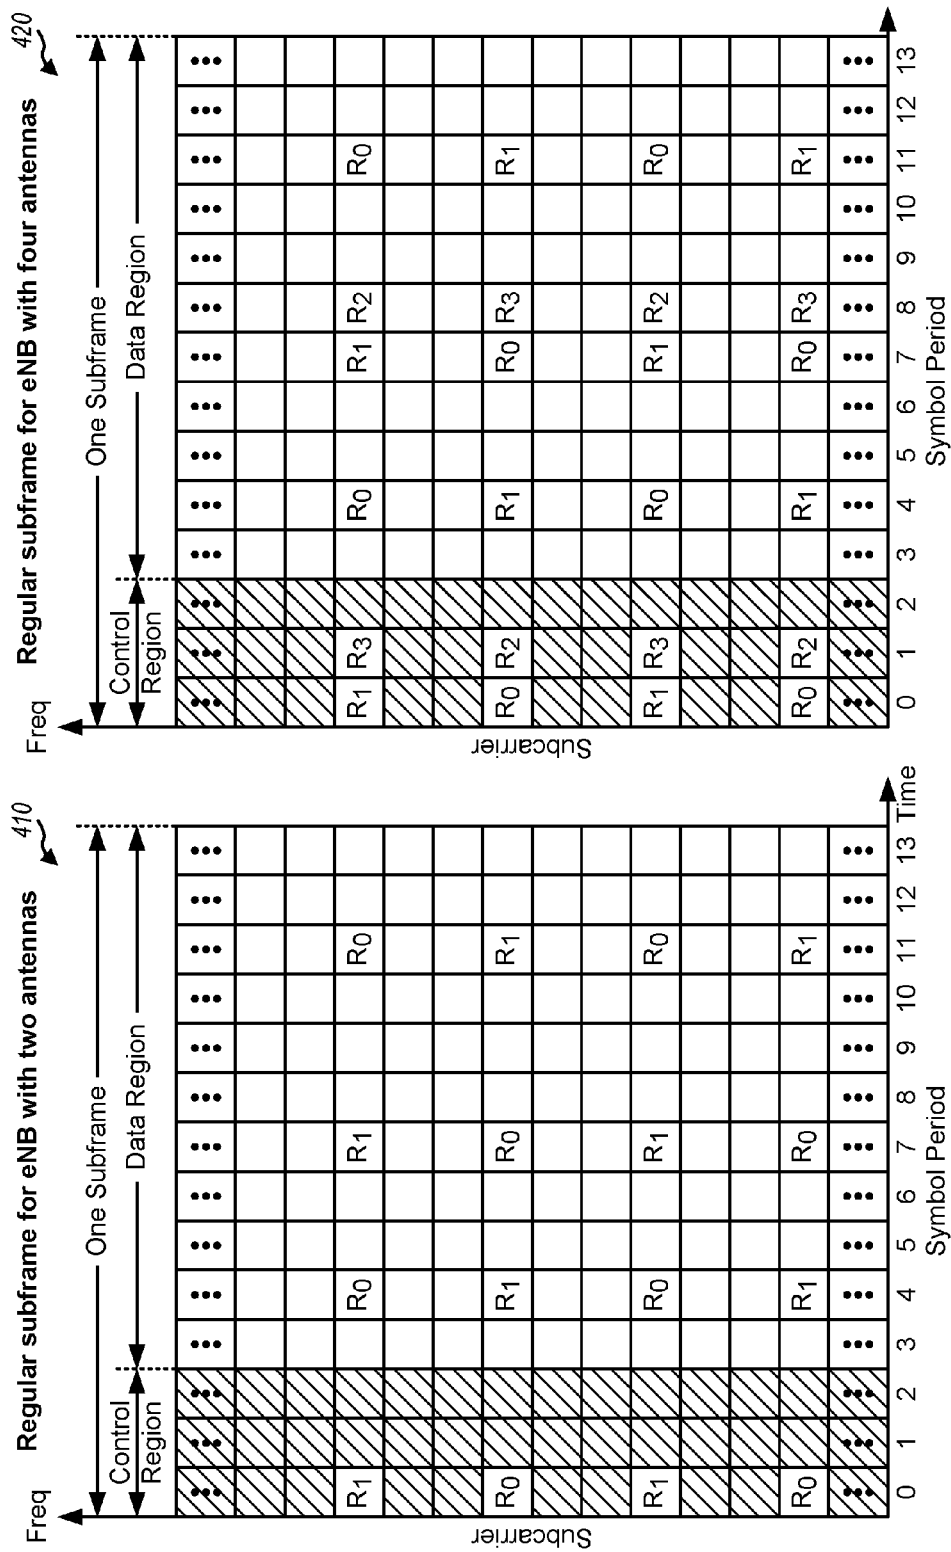 Regular subframe for eNB with two antennas
410
Freq
One Subframe
Control Region
Data Region
Subcarrier
••• ••• ••• ••• ••• ••• ••• ••• ••• ••• ••• ••• ••• •••
R1 R0 R1 R0
R0 R1 R0 R1
R1 R0 R1 R0
R0 R1 R0 R1
••• ••• ••• ••• ••• ••• ••• ••• ••• ••• ••• ••• ••• •••
0 1 2 3 4 5 6 7 8 9 10 11 12 13
Time
Symbol Period
Regular subframe for eNB with four antennas
420
Freq
One Subframe
Control Region
Data Region
Subcarrier
••• ••• ••• ••• ••• ••• ••• ••• ••• ••• ••• ••• ••• •••
R1 R3 R0 R1 R2 R0
R0 R2 R1 R0 R3 R1
R1 R3 R0 R1 R2 R0
R0 R2 R1 R0 R3 R1
••• ••• ••• ••• ••• ••• ••• ••• ••• ••• ••• ••• ••• •••
0 1 2 3 4 5 6 7 8 9 10 11 12 13
Symbol Period